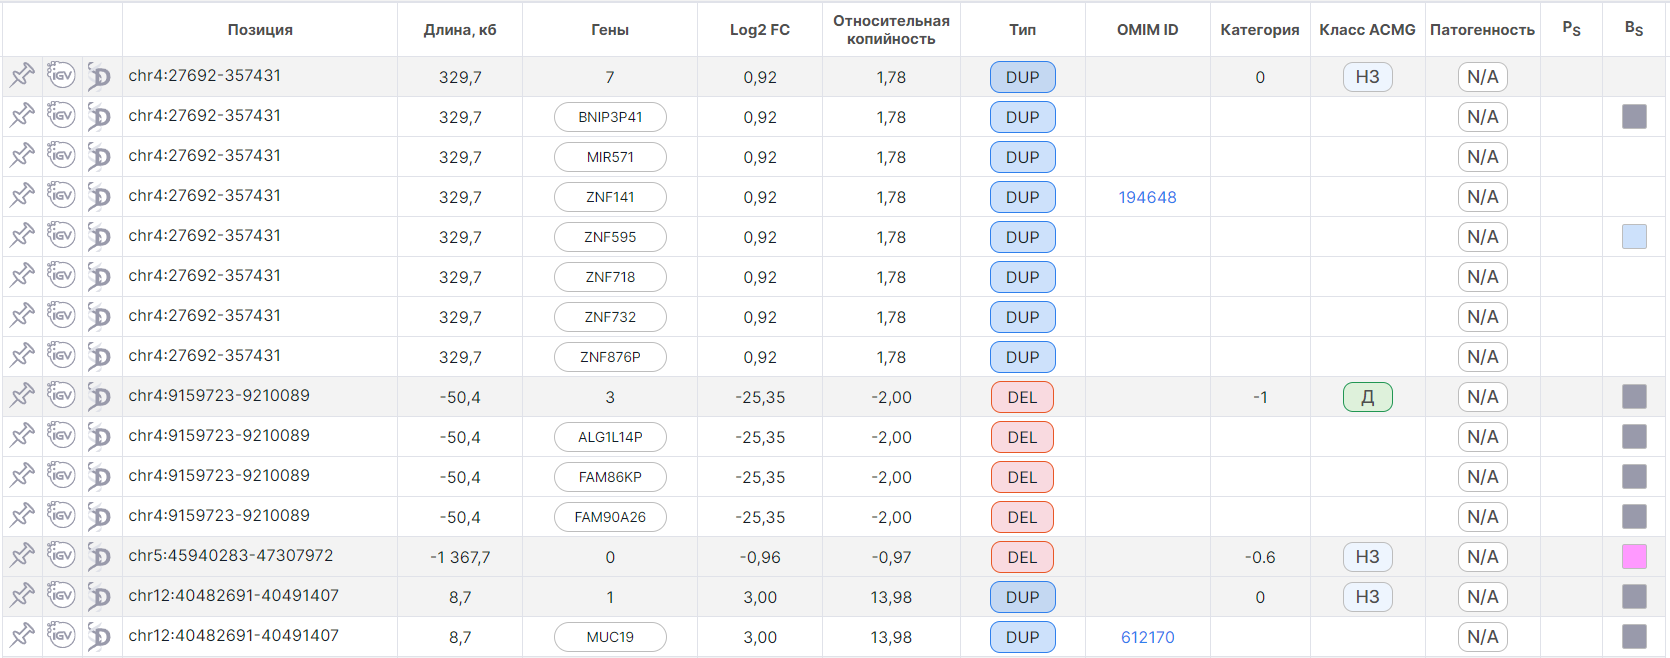 Позиция Длина, кб Гены Log2 FC Относительная копийность Тип OMIM ID Категория Класс ACMG Патогенность PS BS
IGV D chr4:27692-357431 329,7 7 0,92 1,78 DUP 0 НЗ N/A
IGV D chr4:27692-357431 329,7 BNIP3P41 0,92 1,78 DUP N/A
IGV D chr4:27692-357431 329,7 MIR571 0,92 1,78 DUP N/A
IGV D chr4:27692-357431 329,7 ZNF141 0,92 1,78 DUP 194648 N/A
IGV D chr4:27692-357431 329,7 ZNF595 0,92 1,78 DUP N/A
IGV D chr4:27692-357431 329,7 ZNF718 0,92 1,78 DUP N/A
IGV D chr4:27692-357431 329,7 ZNF732 0,92 1,78 DUP N/A
IGV D chr4:27692-357431 329,7 ZNF876P 0,92 1,78 DUP N/A
IGV D chr4:9159723-9210089 -50,4 3 -25,35 -2,00 DEL -1 Д N/A
IGV D chr4:9159723-9210089 -50,4 ALG1L14P -25,35 -2,00 DEL N/A
IGV D chr4:9159723-9210089 -50,4 FAM86KP -25,35 -2,00 DEL N/A
IGV D chr4:9159723-9210089 -50,4 FAM90A26 -25,35 -2,00 DEL N/A
IGV D chr5:45940283-47307972 -1 367,7 0 -0,96 -0,97 DEL -0.6 НЗ N/A
IGV D chr12:40482691-40491407 8,7 1 3,00 13,98 DUP 0 НЗ N/A
IGV D chr12:40482691-40491407 8,7 MUC19 3,00 13,98 DUP 612170 N/A